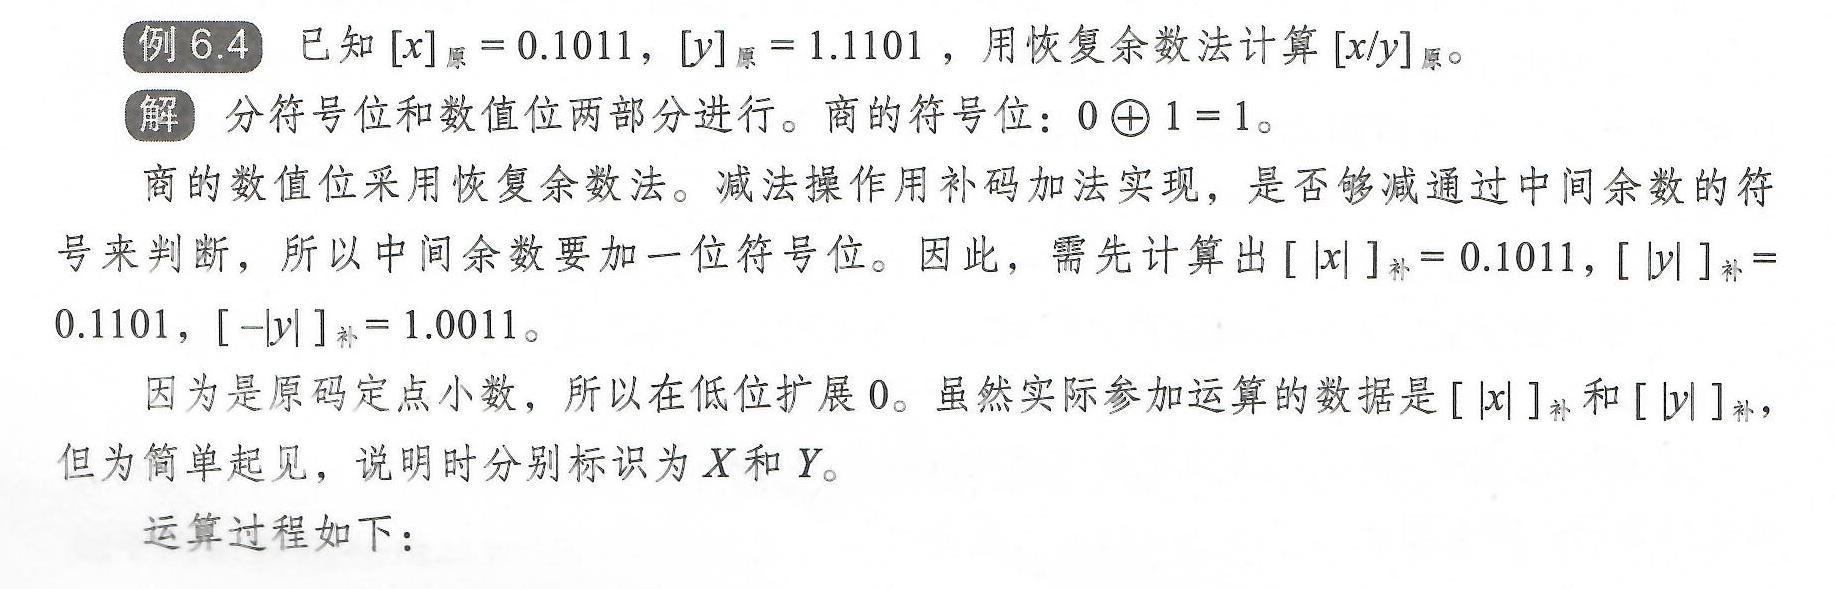 例 6.4 已知 [x]原 = 0.1011，[y]原 = 1.1101 ，用恢复余数法计算 [x/y]原。
解 分符号位和数值位两部分进行。商的符号位：0 ⊕ 1 = 1。
商的数值位采用恢复余数法。减法操作用补码加法实现，是否够减通过中间余数的符
号来判断，所以中间余数要加一位符号位。因此，需先计算出 [ |x| ]补 = 0.1011，[ |y| ]补 =
0.1101，[ −|y| ]补 = 1.0011。
因为是原码定点小数，所以在低位扩展 0。虽然实际参加运算的数据是 [ |x| ]补 和 [ |y| ]补，
但为简单起见，说明时分别标识为 X 和 Y。
运算过程如下：